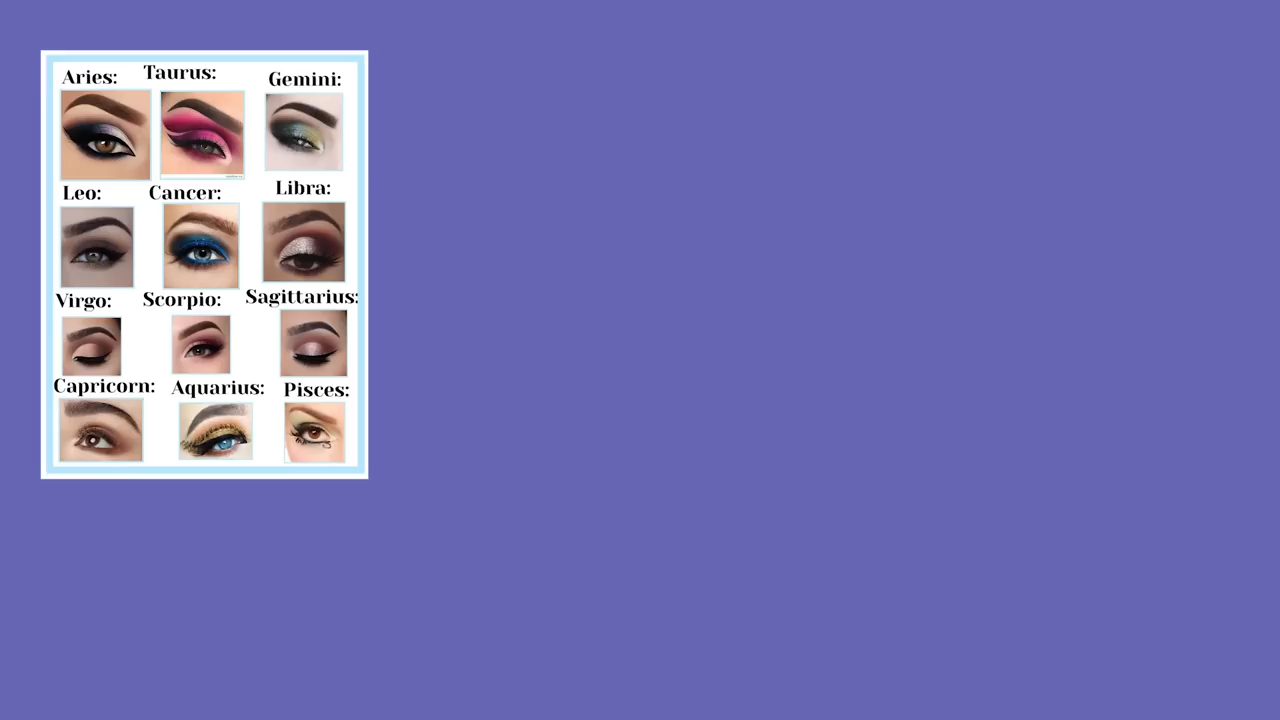 Aries: Taurus: Gemini:
Leo: Cancer: Libra:
Virgo: Scorpio: Sagittarius:
Capricorn: Aquarius: Pisces: